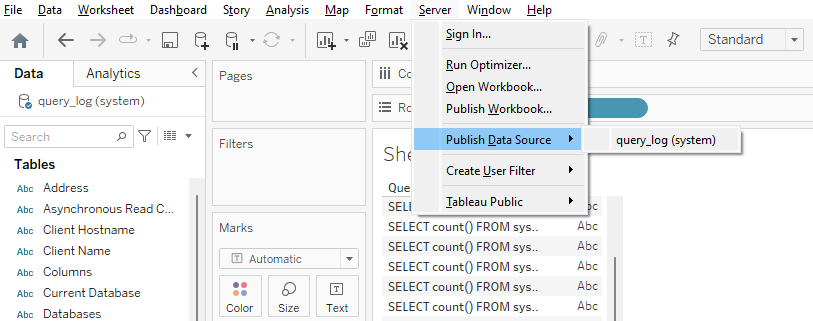 File Data Worksheet Dashboard Story Analysis Map Format Server Window Help
Standard
Data Analytics
query_log (system)
Search
Tables
Abc Address
Abc Asynchronous Read C...
Abc Client Hostname
Abc Client Name
Abc Columns
Abc Current Database
Abc Databases
Pages
Filters
Marks
Automatic
Color Size Text
Sign In...
Run Optimizer...
Open Workbook...
Publish Workbook...
Publish Data Source
query_log (system)
Create User Filter
Tableau Public
Co
Ro
She
Que
SELECT count() FROM sys.. Abc
SELECT count() FROM sys.. Abc
SELECT count() FROM sys.. Abc
SELECT count() FROM sys.. Abc
SELECT count() FROM sys.. Abc